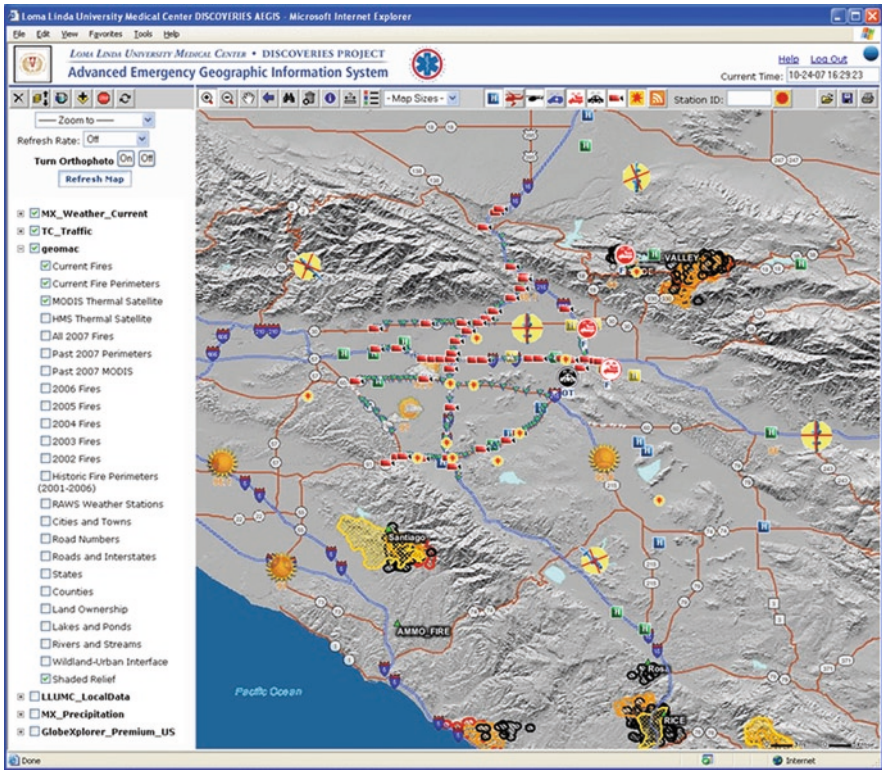 Loma Linda University Medical Center DISCOVERIES AEGIS - Microsoft Internet Explorer
File Edit View Favorites Tools Help
LOMA LINDA UNIVERSITY MEDICAL CENTER • DISCOVERIES PROJECT
Advanced Emergency Geographic Information System
Help Log Out
Current Time: 10-24-07 16:29:23
- Map Sizes -
Station ID:
----- Zoom to -----
Refresh Rate: Off
Turn Orthophoto On Off
Refresh Map
MX_Weather_Current
TC_Traffic
geomac
Current Fires
Current Fire Perimeters
MODIS Thermal Satellite
HMS Thermal Satellite
All 2007 Fires
Past 2007 Perimeters
Past 2007 MODIS
2006 Fires
2005 Fires
2004 Fires
2003 Fires
2002 Fires
Historic Fire Perimeters
(2001-2006)
RAWS Weather Stations
Cities and Towns
Road Numbers
Roads and Interstates
States
Counties
Land Ownership
Lakes and Ponds
Rivers and Streams
Wildland-Urban Interface
Shaded Relief
LLUMC_LocalData
MX_Precipitation
GlobeXplorer_Premium_US
VALLEY
Santiago
AMMO_FIRE
Rosa
RICE
Pacific Ocean
Done
Internet